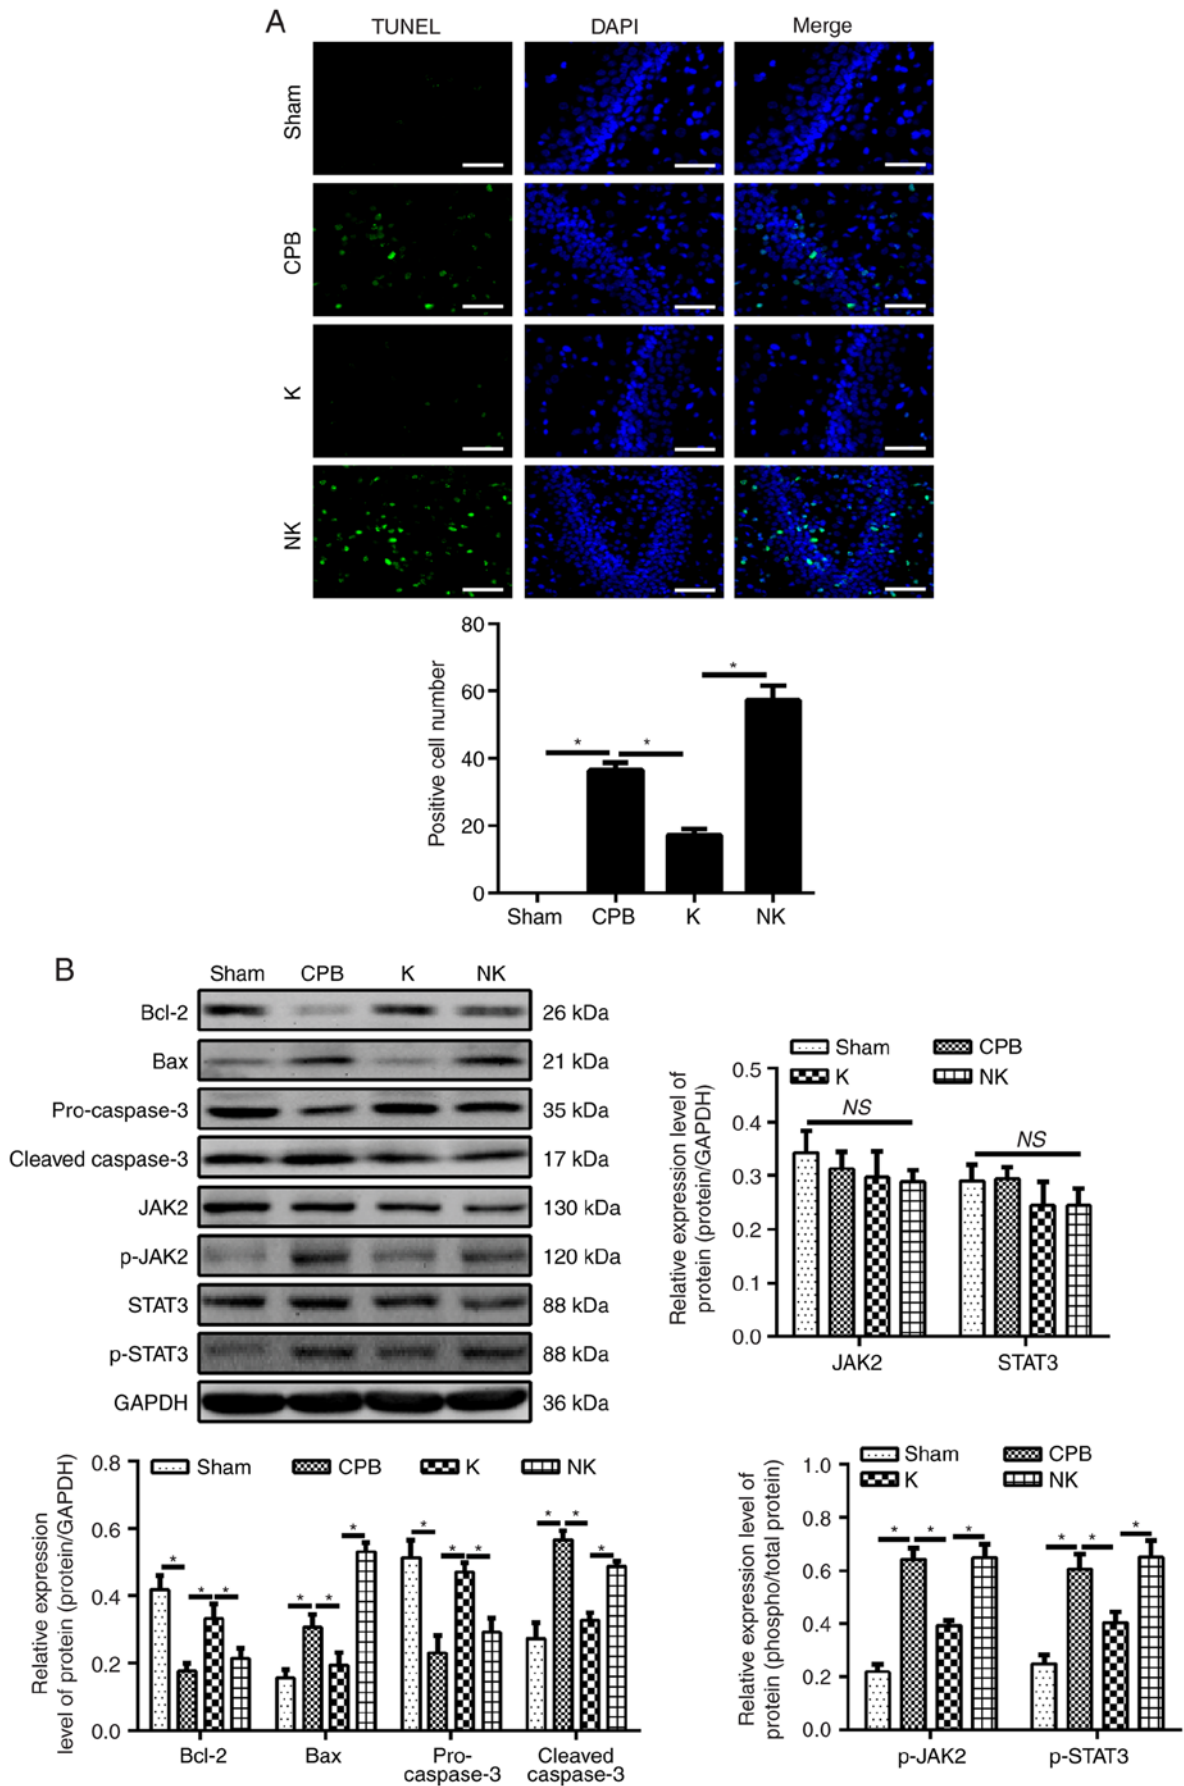 A
TUNEL DAPI Merge
Sham
CPB
K
NK
Positive cell number
80
60
40
20
0
* * *
Sham CPB K NK
B
Sham CPB K NK
Bcl-2 26 kDa
Bax 21 kDa
Pro-caspase-3 35 kDa
Cleaved caspase-3 17 kDa
JAK2 130 kDa
p-JAK2 120 kDa
STAT3 88 kDa
p-STAT3 88 kDa
GAPDH 36 kDa
Sham CPB
K NK
Relative expression level of
protein (protein/GAPDH)
0.5
0.4
0.3
0.2
0.1
0.0
NS NS
JAK2 STAT3
Relative expression
level of protein (protein/GAPDH)
Sham CPB K NK
0.8
0.6
0.4
0.2
0.0
* * * * * * * * * * * *
Bcl-2 Bax Pro- Cleaved
caspase-3 caspase-3
Sham CPB
K NK
Relative expression level of
protein (phospho/total protein)
1.0
0.8
0.6
0.4
0.2
0.0
* * * * * *
p-JAK2 p-STAT3